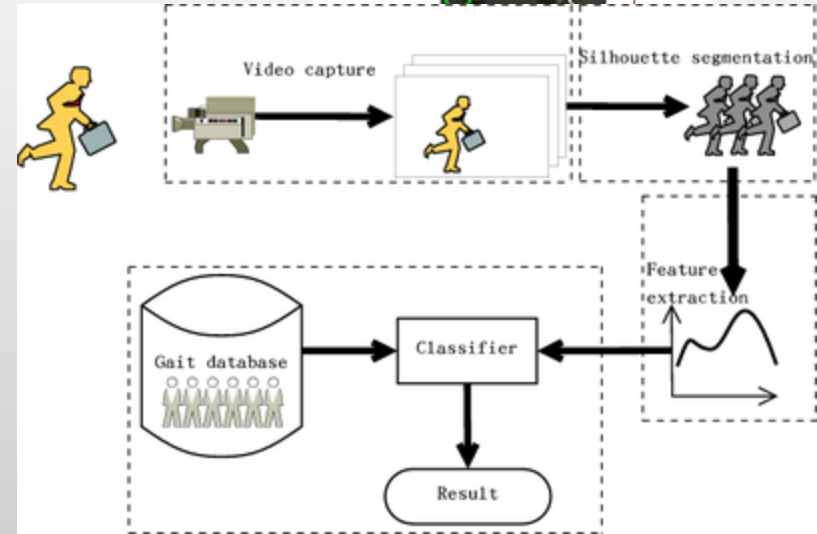 Video capture
Silhouette segmentation
Feature
extraction
Gait database
Classifier
Result